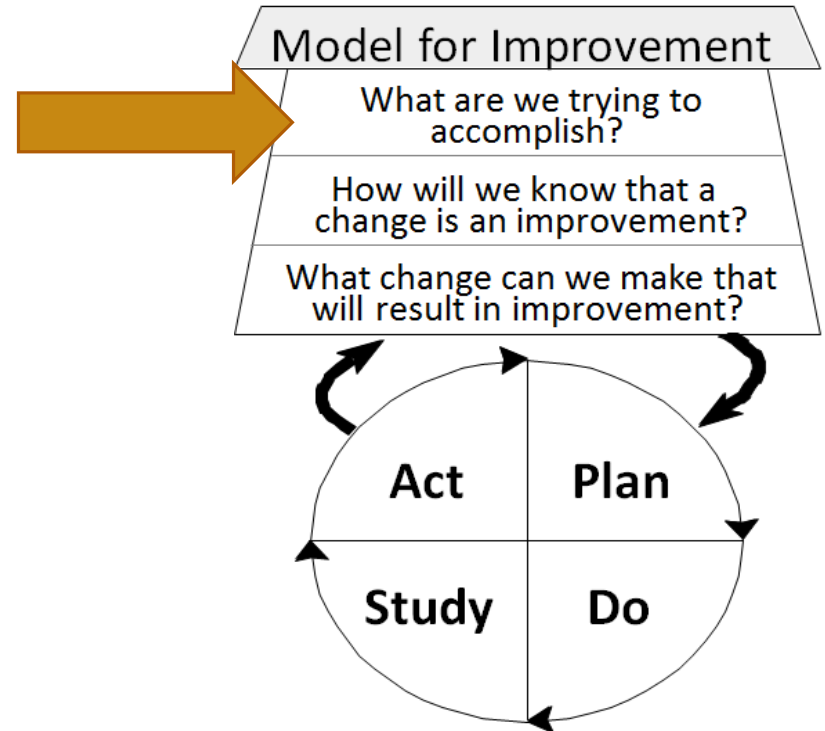 Model for Improvement
What are we trying to
accomplish?
How will we know that a
change is an improvement?
What change can we make that
will result in improvement?
Act
Plan
Study
Do